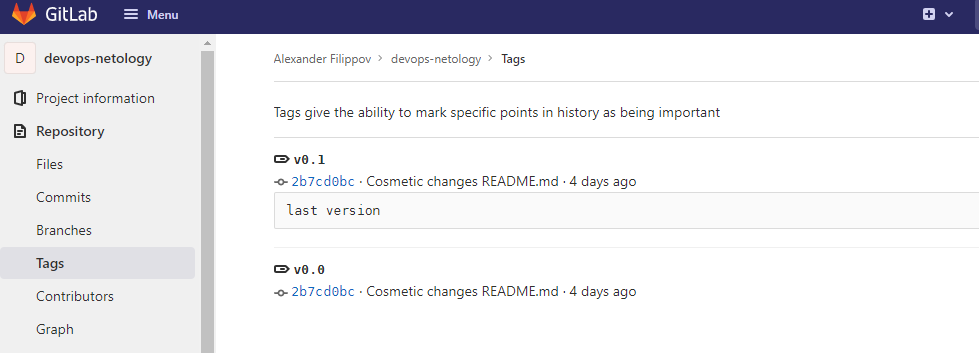 GitLab Menu
D devops-netology
Project information
Repository
Files
Commits
Branches
Tags
Contributors
Graph
Alexander Filippov > devops-netology > Tags
Tags give the ability to mark specific points in history as being important
v0.1
2b7cd0bc · Cosmetic changes README.md · 4 days ago
last version
v0.0
2b7cd0bc · Cosmetic changes README.md · 4 days ago